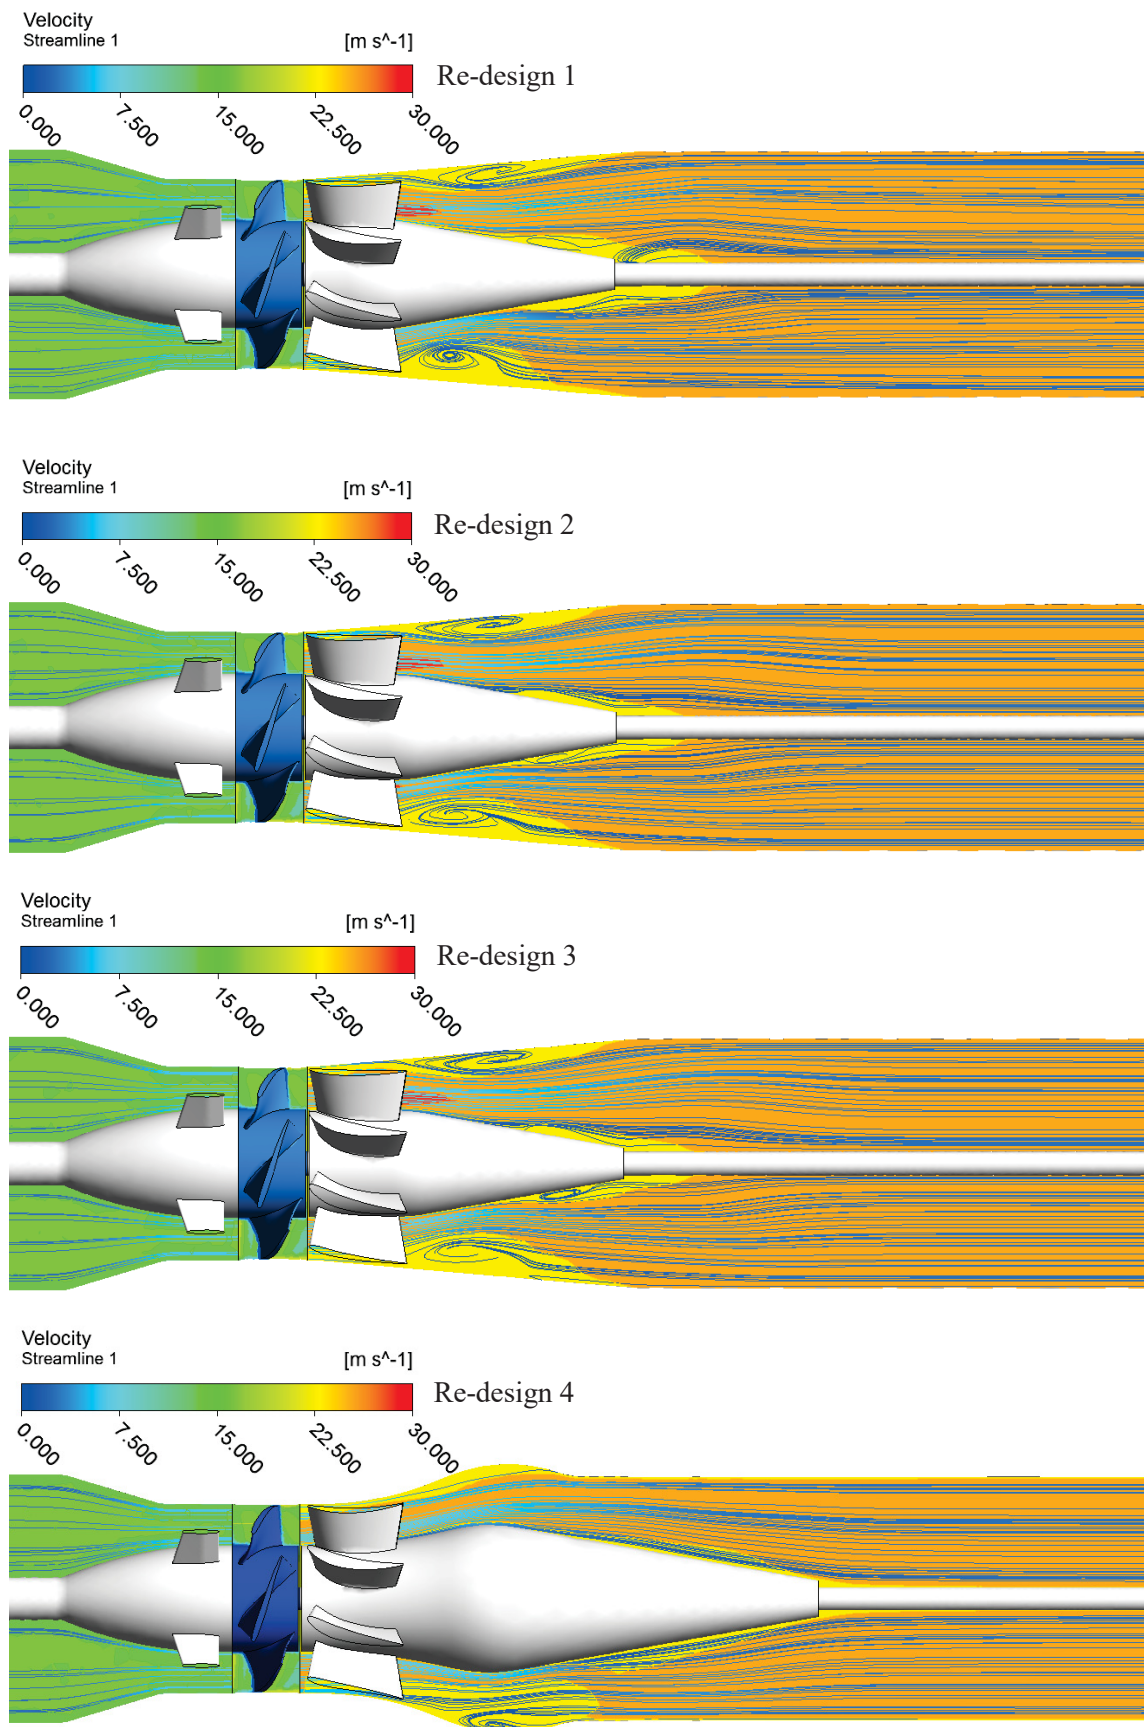 Velocity
Streamline 1
[m s^-1]
Re-design 1
0.000
7.500
15.000
22.500
30.000
Velocity
Streamline 1
[m s^-1]
Re-design 2
0.000
7.500
15.000
22.500
30.000
Velocity
Streamline 1
[m s^-1]
Re-design 3
0.000
7.500
15.000
22.500
30.000
Velocity
Streamline 1
[m s^-1]
Re-design 4
0.000
7.500
15.000
22.500
30.000